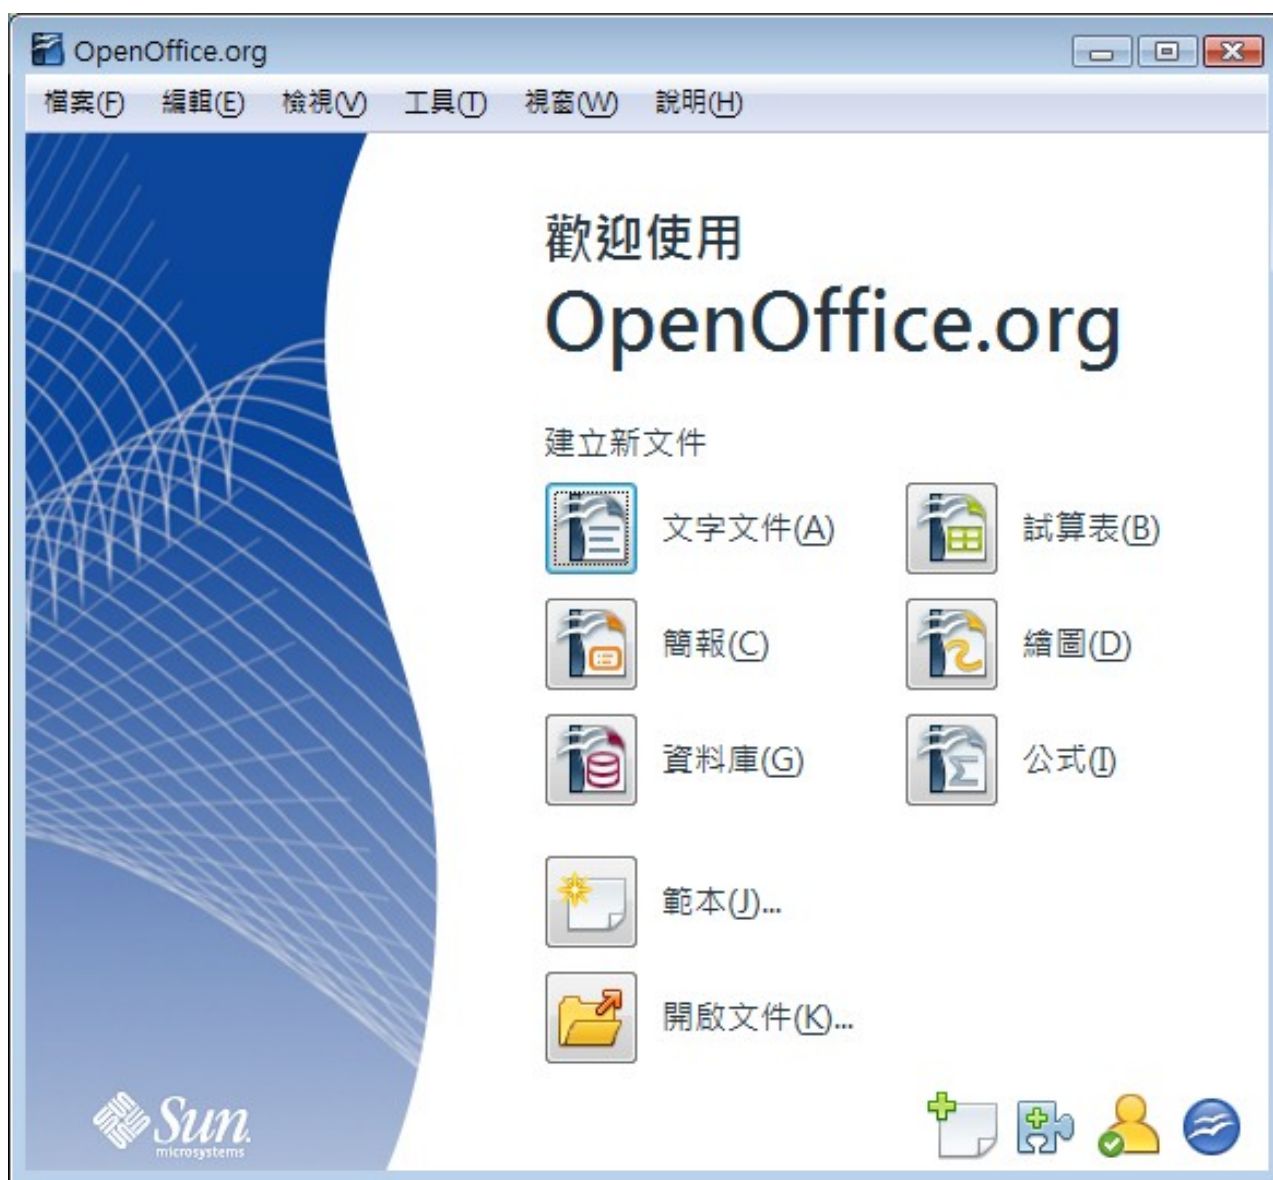 OpenOffice.org
檔案(F) 編輯(E) 檢視(V) 工具(T) 視窗(W) 說明(H)
歡迎使用
OpenOffice.org
建立新文件
文字文件(A) 試算表(B)
簡報(C) 繪圖(D)
資料庫(G) 公式(I)
範本(J)...
開啟文件(K)...
Sun
microsystems